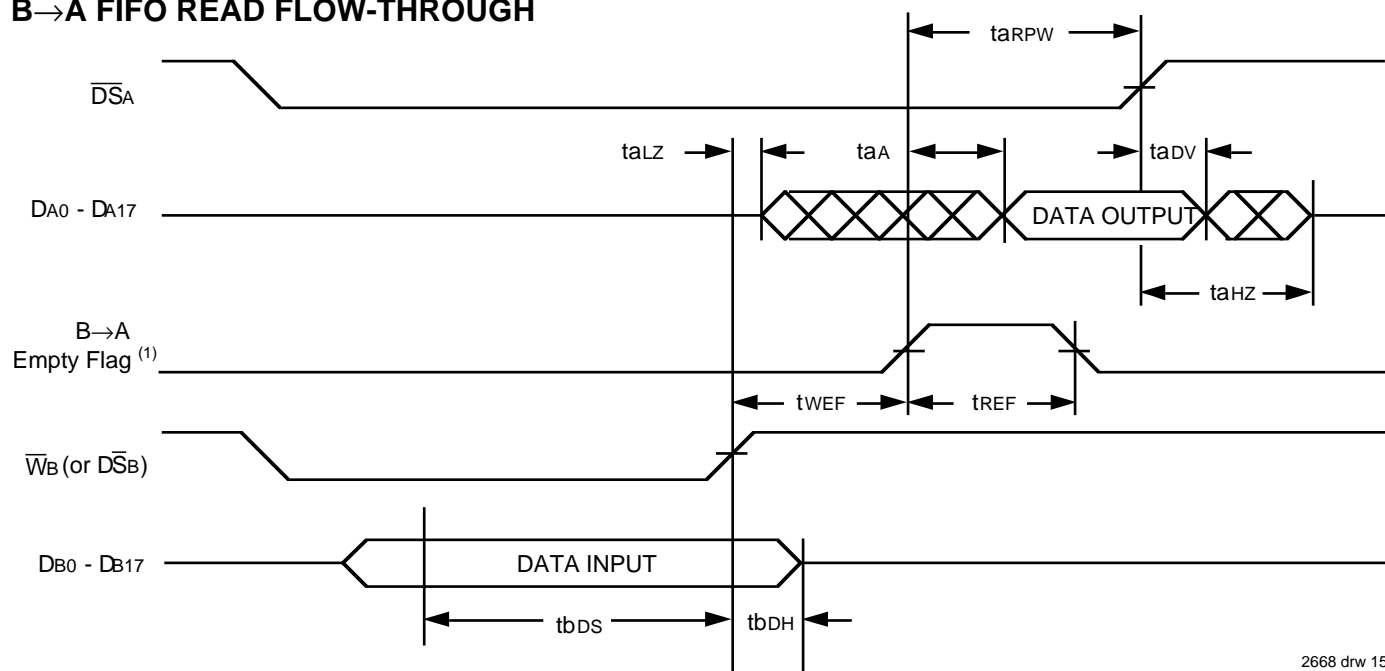 B→A FIFO READ FLOW-THROUGH
taRPW
DSA
taLZ
taA
taDV
DA0 - DA17
DATA OUTPUT
taHZ
B→A
Empty Flag (1)
tWEF
tREF
WB (or DSB)
DB0 - DB17
DATA INPUT
tbDS
tbDH
2668 drw 15